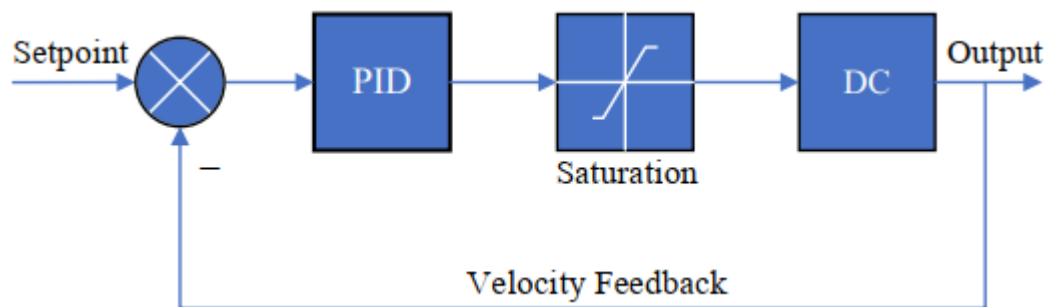 Setpoint
PID
Saturation
DC
Output
−
Velocity Feedback